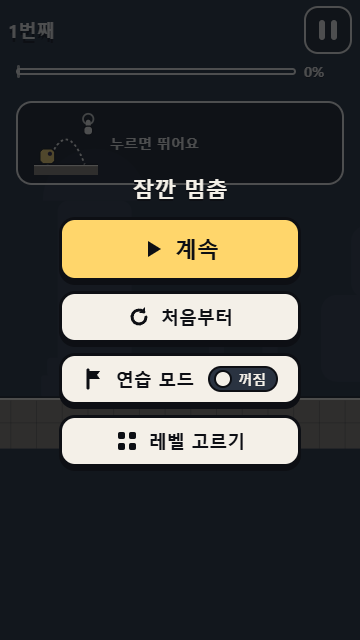 1번째
0%
누르면 뛰어요
잠깐 멈춤
계속
처음부터
연습 모드 꺼짐
레벨 고르기